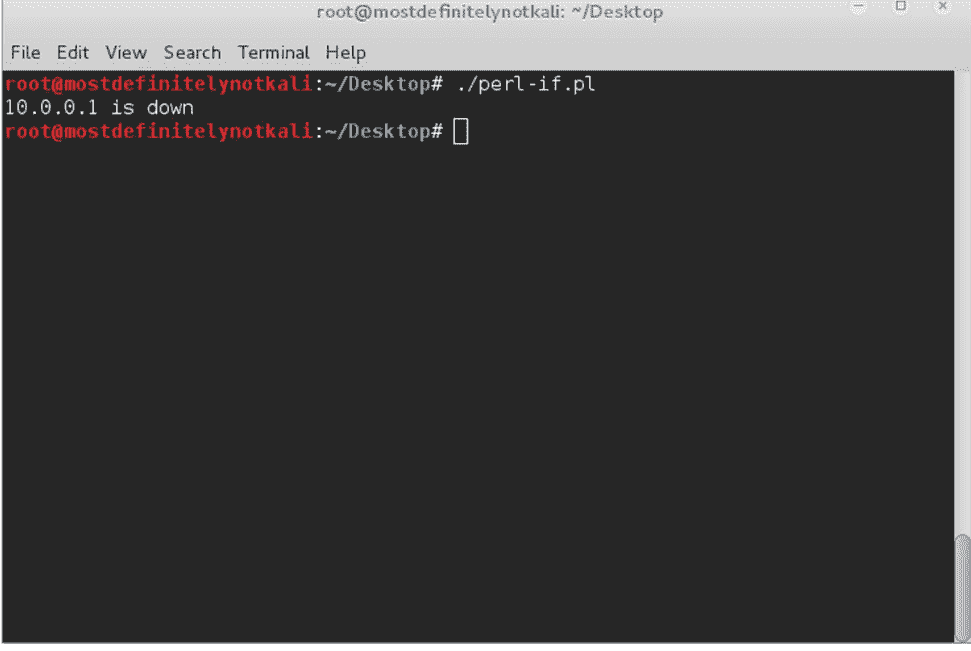 root@mostdefinitelynotkali: ~/Desktop
File Edit View Search Terminal Help
root@mostdefinitelynotkali:~/Desktop# ./perl-if.pl
10.0.0.1 is down
root@mostdefinitelynotkali:~/Desktop#